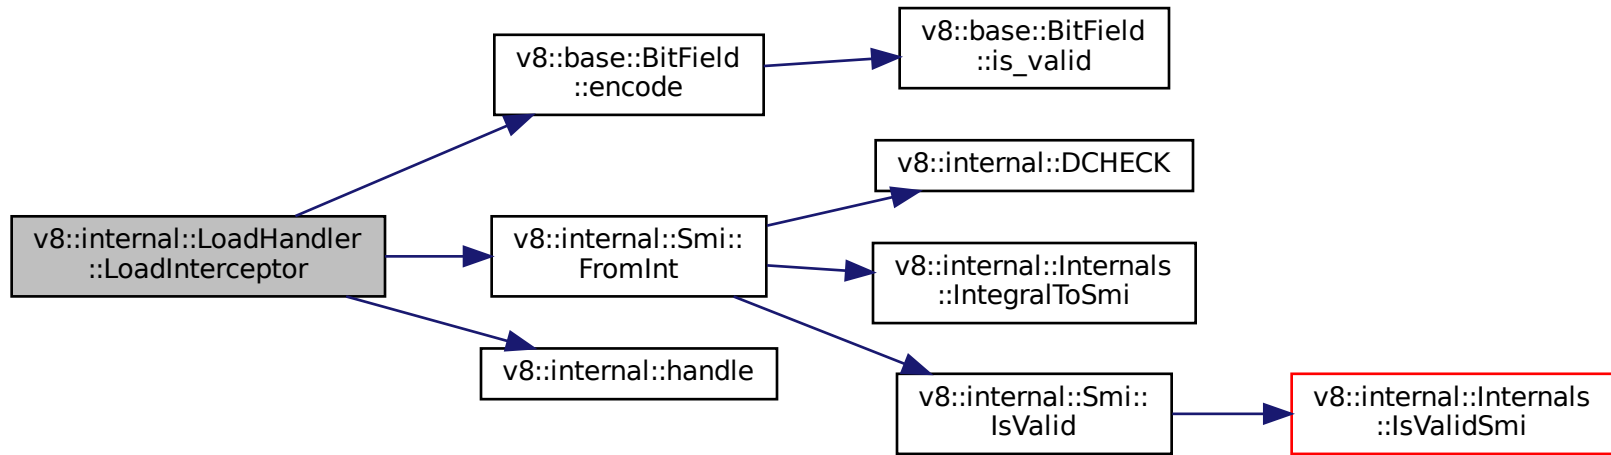 v8::internal::LoadHandler
::LoadInterceptor
v8::base::BitField
::encode
v8::base::BitField
::is_valid
v8::internal::Smi::
FromInt
v8::internal::DCHECK
v8::internal::Internals
::IntegralToSmi
v8::internal::Smi::
IsValid
v8::internal::Internals
::IsValidSmi
v8::internal::handle